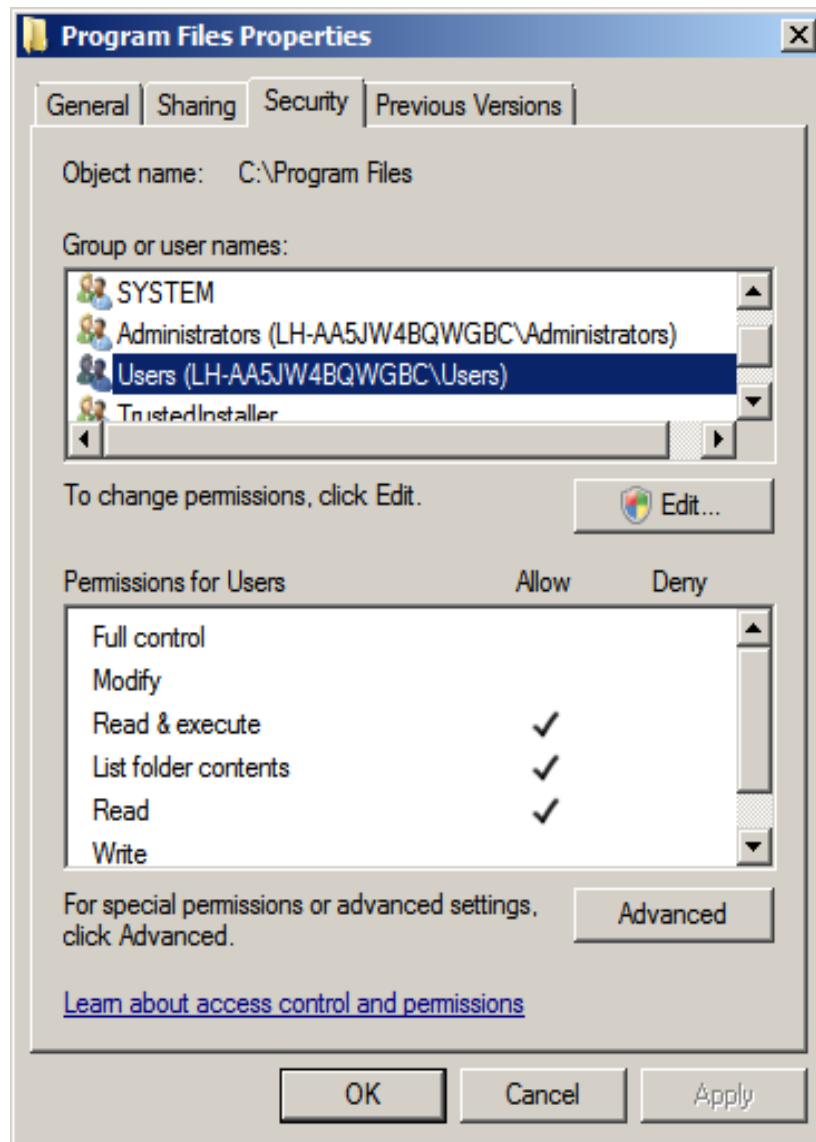 Program Files Properties
General Sharing Security Previous Versions
Object name: C:\Program Files
Group or user names:
SYSTEM
Administrators (LH-AA5JW4BQWGBC\Administrators)
Users (LH-AA5JW4BQWGBC\Users)
TrustedInstaller
To change permissions, click Edit.
Edit...
Permissions for Users Allow Deny
Full control
Modify
Read & execute
List folder contents
Read
Write
For special permissions or advanced settings,
click Advanced.
Advanced
Learn about access control and permissions
OK Cancel Apply